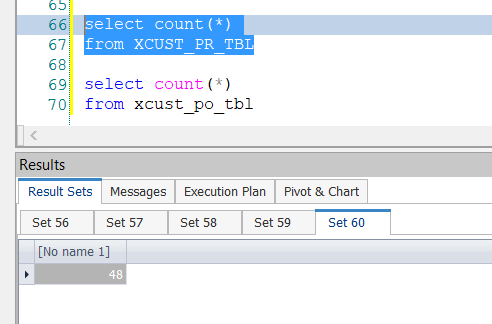 65
66 select count(*)
67 from XCUST_PR_TBL
68
69 select count(*)
70 from xcust_po_tbl
Results
Result Sets Messages Execution Plan Pivot & Chart
Set 56 Set 57 Set 58 Set 59 Set 60
[No name 1]
48